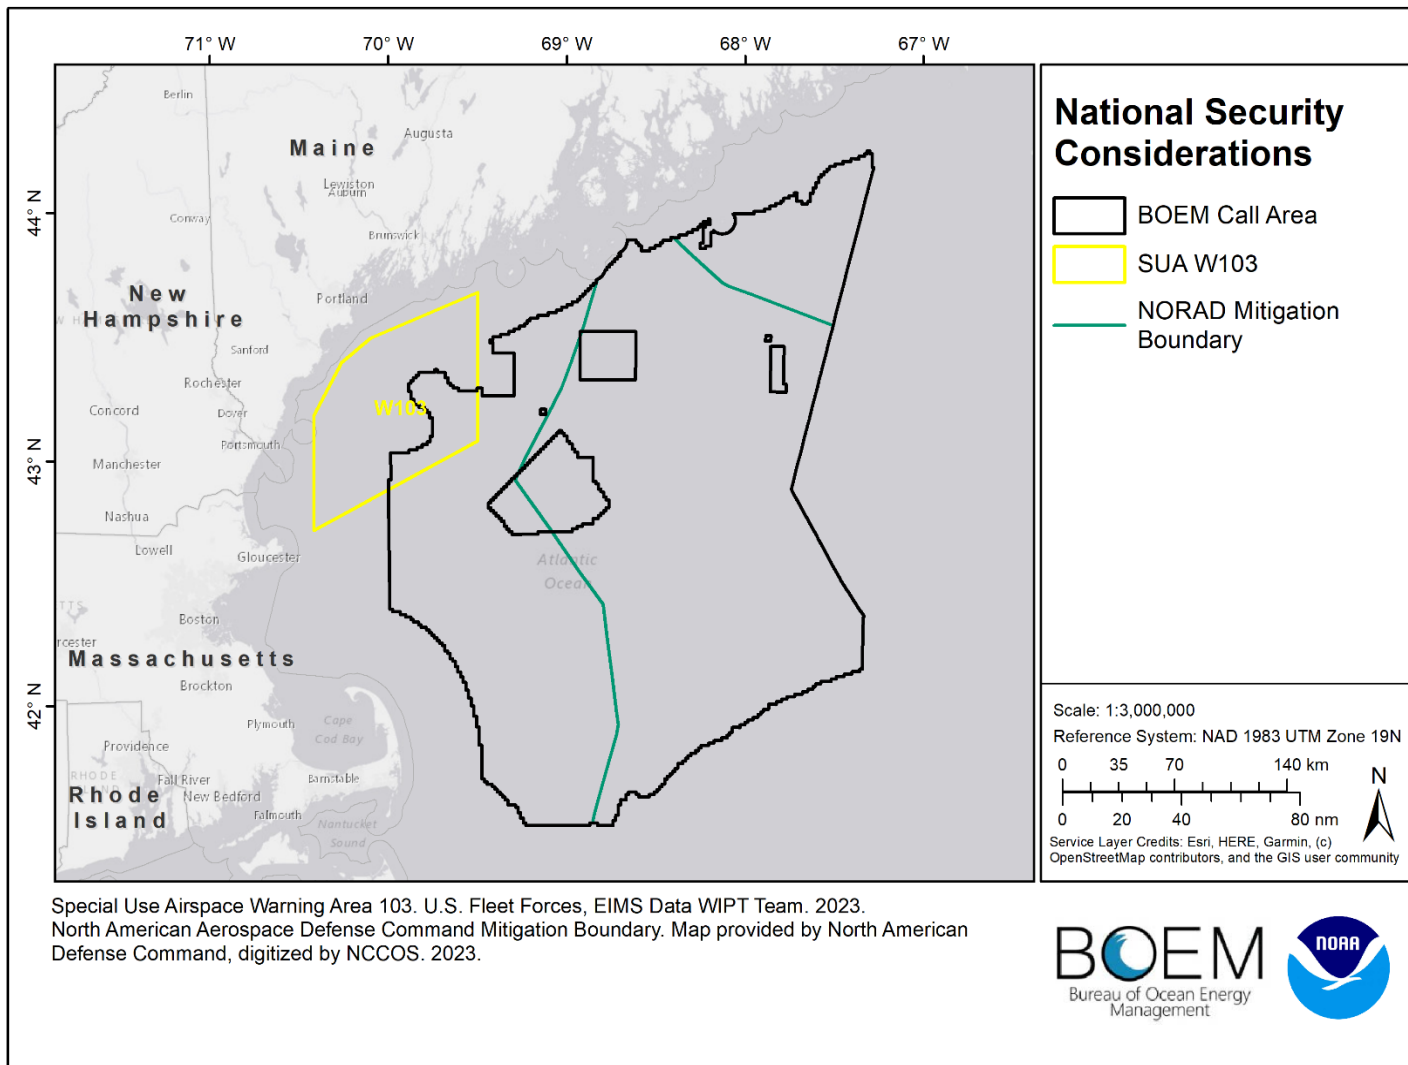 71° W 70° W 69° W 68° W 67° W
44° N
43° N
42° N
Berlin
Augusta
Maine
Lewiston
Auburn
Conway
Brunswick
New
Hampshire
Portland
Sanford
Rochester
Concord
Dover
W103
Portsmouth
Manchester
Nashua
Lowell
Gloucester
Atlantic
Ocean
Boston
Massachusetts
Brockton
Plymouth
Cape
Cod Bay
Providence
RHODE
Fall River
Barnstable
New Bedford
Rhode
Island
Falmouth
Nantucket
Sound
National Security
Considerations
BOEM Call Area
SUA W103
NORAD Mitigation
Boundary
Scale: 1:3,000,000
Reference System: NAD 1983 UTM Zone 19N
0 35 70 140 km
N
0 20 40 80 nm
Service Layer Credits: Esri, HERE, Garmin, (c)
OpenStreetMap contributors, and the GIS user community
Special Use Airspace Warning Area 103. U.S. Fleet Forces, EIMS Data WIPT Team. 2023.
North American Aerospace Defense Command Mitigation Boundary. Map provided by North American
Defense Command, digitized by NCCOS. 2023.
BOEM
Bureau of Ocean Energy
Management
NOAA